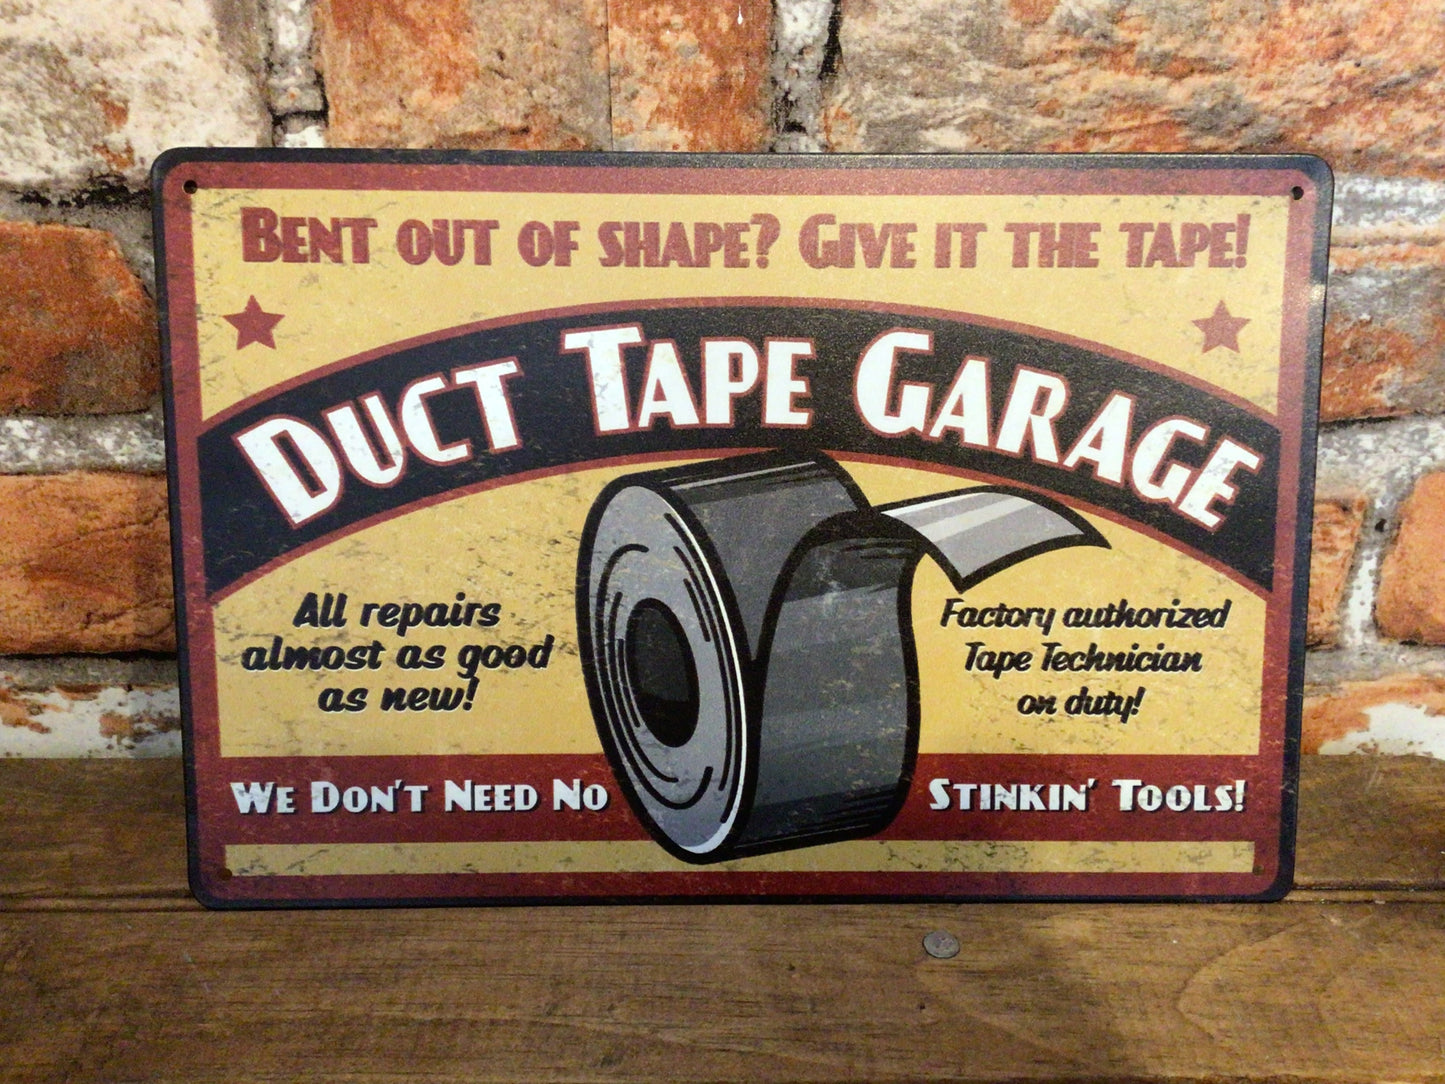 BENT OUT OF SHAPE? GIVE IT THE TAPE!
DUCT TAPE GARAGE
All repairs
almost as good
as new!
Factory authorized
Tape Technician
on duty!
WE DON'T NEED NO STINKIN' TOOLS!